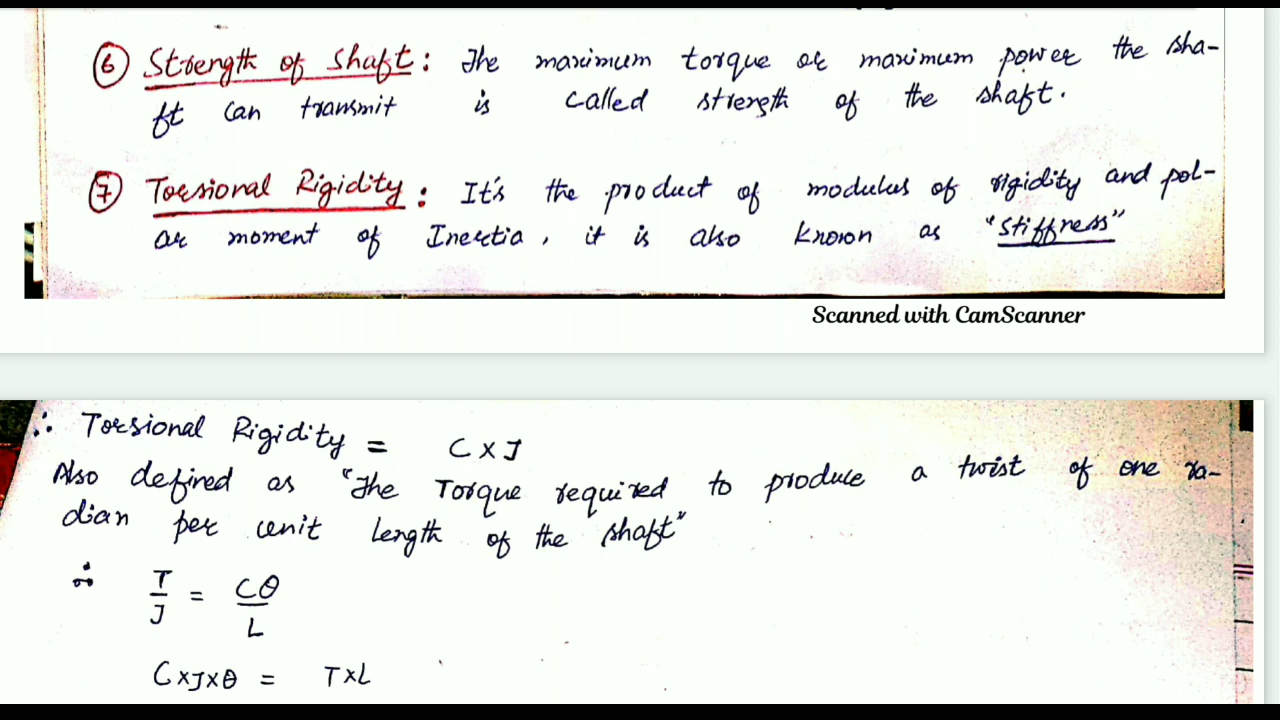 ⑥ Strength of Shaft : The maximum torque or maximum power the sha-
ft can transmit is called strength of the shaft.
⑦ Torsional Rigidity : It's the product of modulus of rigidity and pol-
ar moment of Inertia, it is also known as "Stiffness"
Scanned with CamScanner
∴ Torsional Rigidity = C x J
Also defined as "The Torque required to produce a twist of one ra-
dian per unit length of the shaft"
∴ T/J = Cθ/L
C x J x θ = T x L